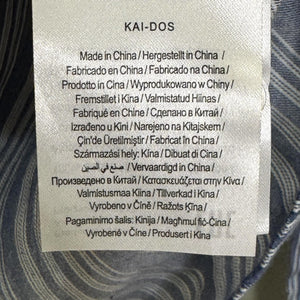 KAI-DOS
Made in China / Hergestellt in China /
Fabricado en China / Fabricado na China /
Prodotto in Cina / Wyprodukowano w Chiny /
Fremstillet i Kina / Valmistatud Hiinas /
Fabriqué en Chine / Сделано в Китай /
Izrađeno u Kini / Narejeno na Kitajskem /
Çin'de Üretilmiştir / Fabricat în China /
Származási hely: Kína / Dibuat di Cina /
صنع في الصين / Vervaardigd in China /
Произведено в Китай / Κατασκευάστηκε στην Κίνα /
Valmistusmaa Kiina / Tillverkad i Kina /
Vyrobeno v Číně / Ražots Ķīna /
Pagaminimo šalis: Kinija / Magħmul fiċ-Ċina /
Vyrobené v Číne / Produsert i Kina